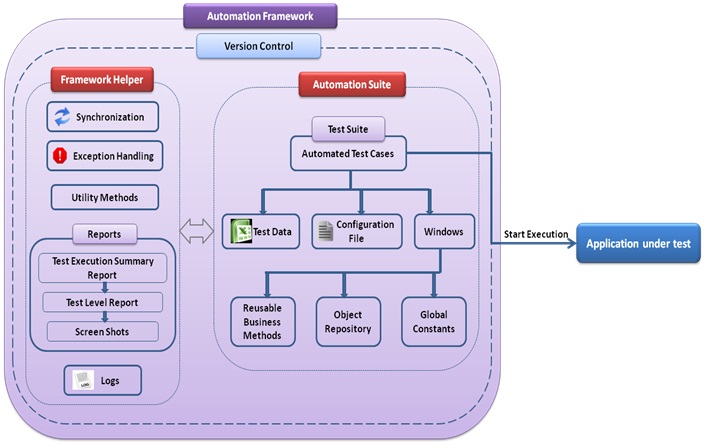 Automation Framework
Version Control
Framework Helper
Synchronization
Exception Handling
Utility Methods
Reports
Test Execution Summary
Report
Test Level Report
Screen Shots
Logs
Automation Suite
Test Suite
Automated Test Cases
Test Data
Configuration
File
Windows
Reusable
Business
Methods
Object
Repository
Global
Constants
Start Execution
Application under test